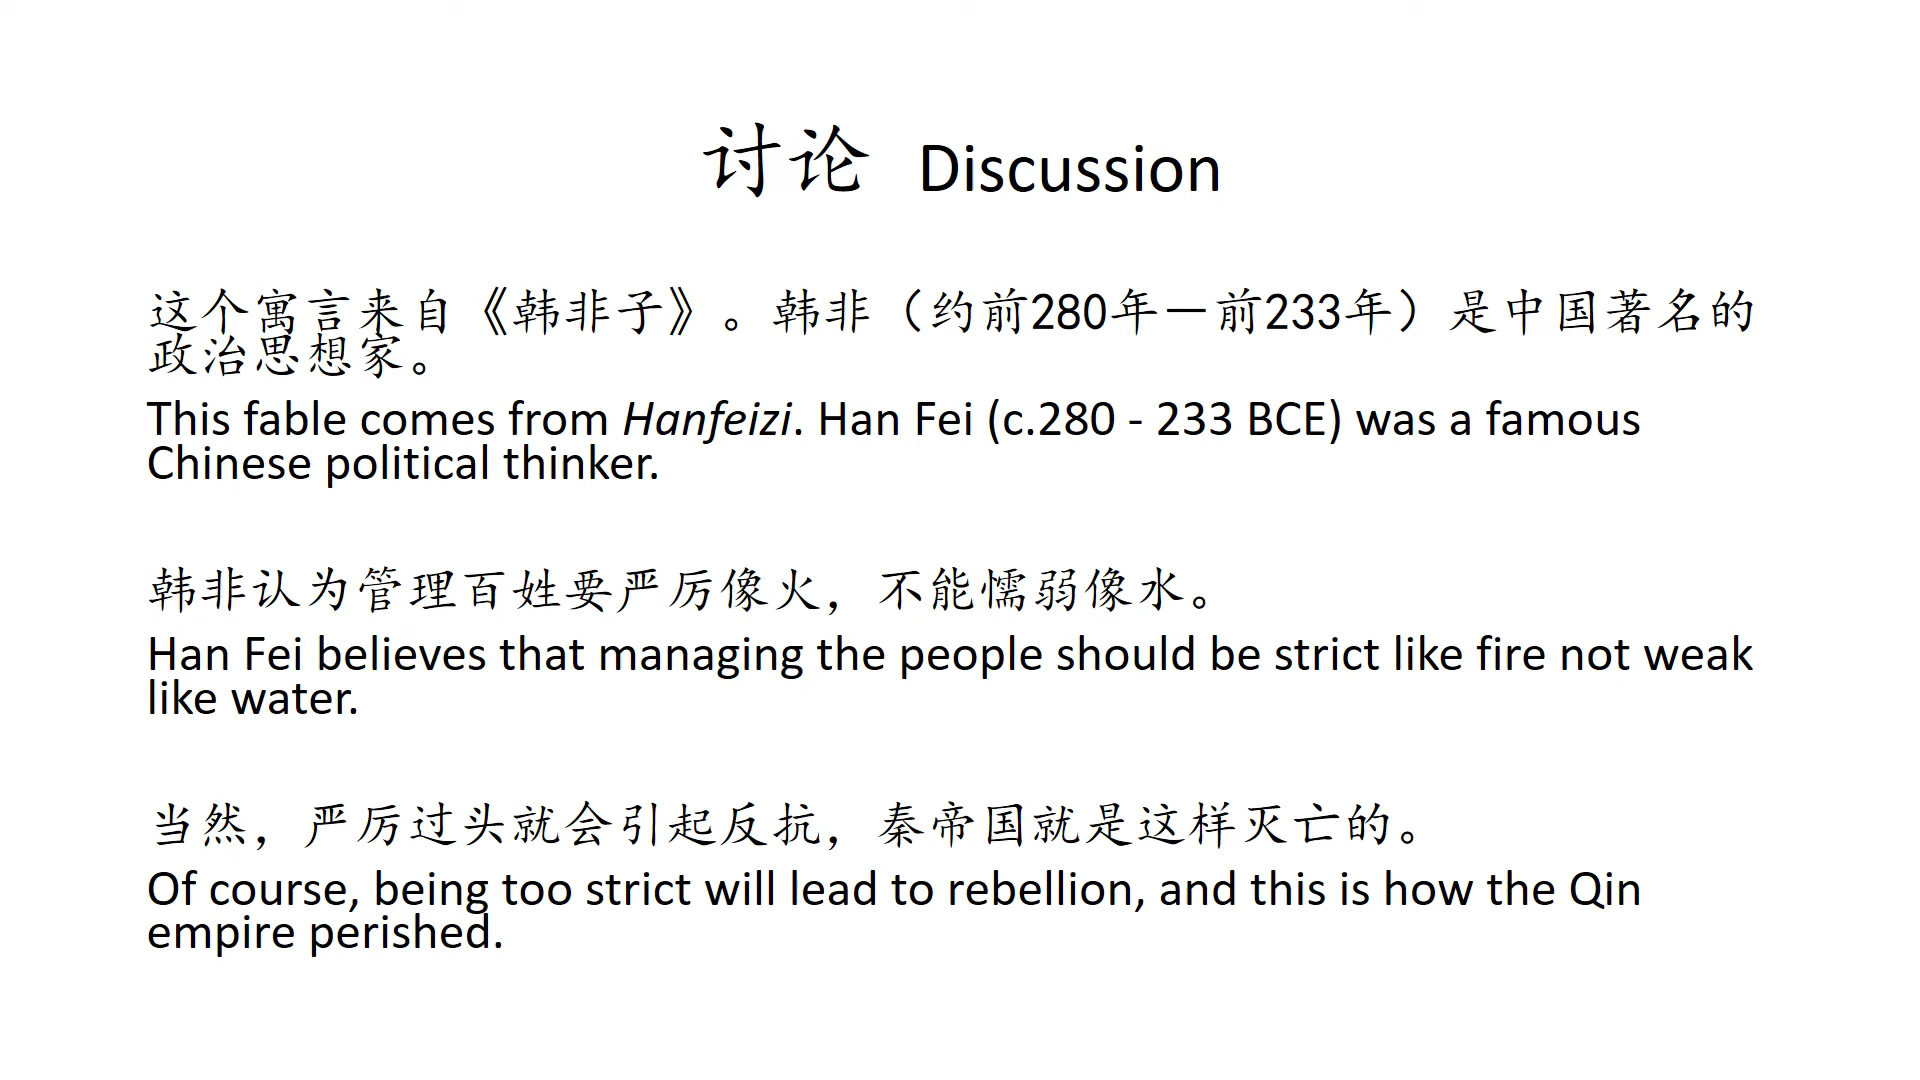 讨论 Discussion
这个寓言来自《韩非子》。韩非（约前280年—前233年）是中国著名的
政治思想家。
This fable comes from Hanfeizi. Han Fei (c.280 - 233 BCE) was a famous
Chinese political thinker.
韩非认为管理百姓要严厉像火，不能懦弱像水。
Han Fei believes that managing the people should be strict like fire not weak
like water.
当然，严厉过头就会引起反抗，秦帝国就是这样灭亡的。
Of course, being too strict will lead to rebellion, and this is how the Qin
empire perished.